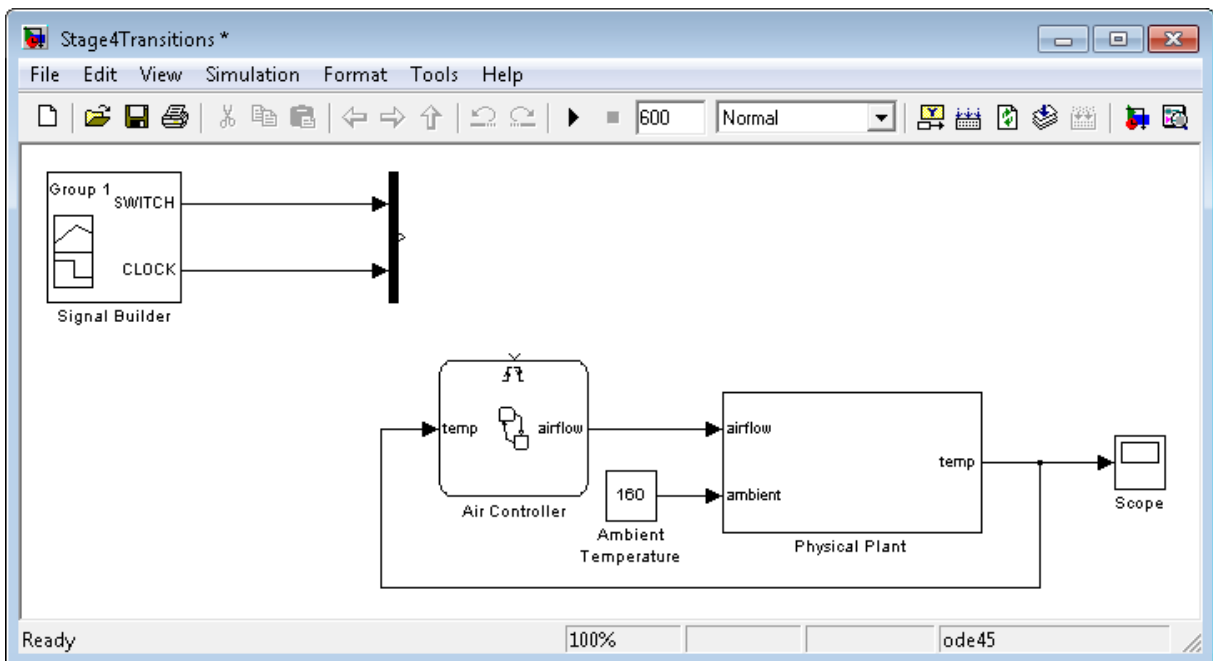 Stage4Transitions *
File Edit View Simulation Format Tools Help
600 Normal
Group 1
SWITCH
CLOCK
Signal Builder
temp airflow
Air Controller
160
Ambient
Temperature
airflow
temp
ambient
Physical Plant
Scope
Ready 100% ode45